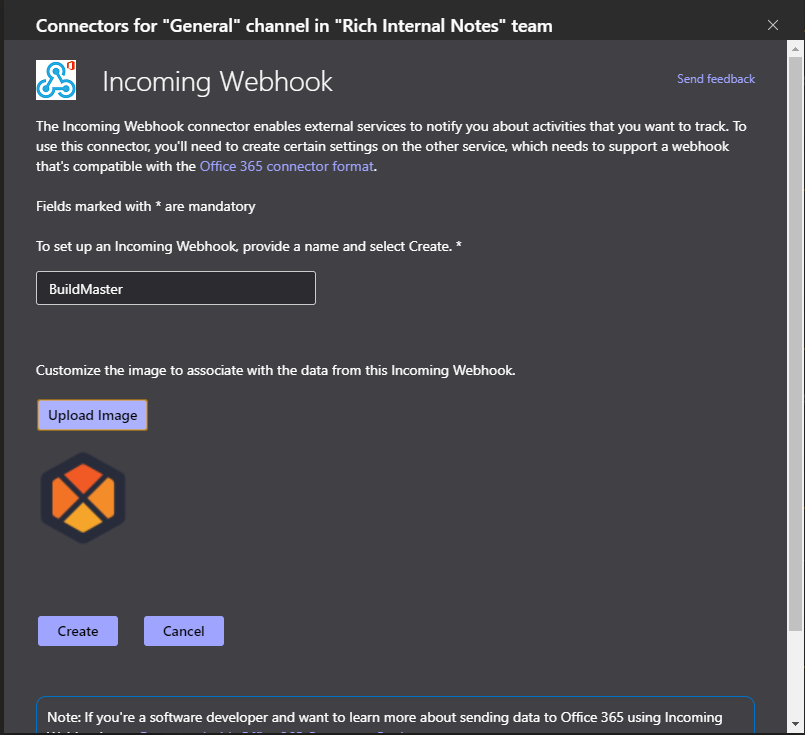 Connectors for "General" channel in "Rich Internal Notes" team
Incoming Webhook
Send feedback
The Incoming Webhook connector enables external services to notify you about activities that you want to track. To
use this connector, you'll need to create certain settings on the other service, which needs to support a webhook
that's compatible with the Office 365 connector format.
Fields marked with * are mandatory
To set up an Incoming Webhook, provide a name and select Create. *
BuildMaster
Customize the image to associate with the data from this Incoming Webhook.
Upload Image
Create
Cancel
Note: If you're a software developer and want to learn more about sending data to Office 365 using Incoming